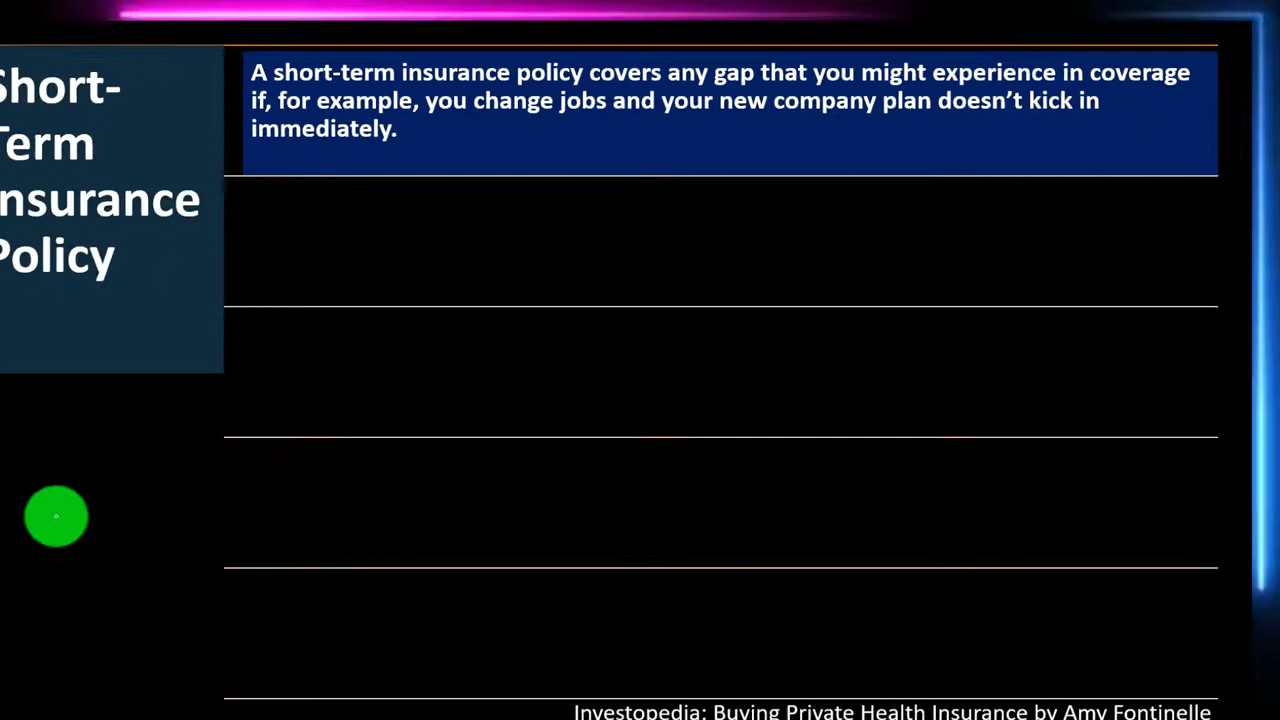 Short-
Term
Insurance
Policy
A short-term insurance policy covers any gap that you might experience in coverage
if, for example, you change jobs and your new company plan doesn’t kick in
immediately.
Investopedia: Buying Private Health Insurance by Amy Fontinelle